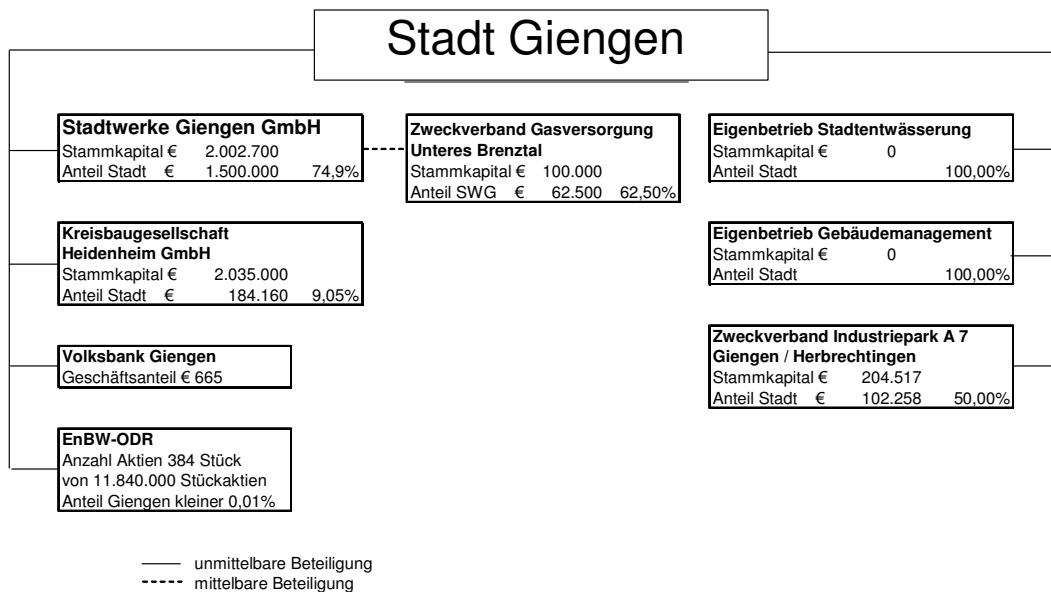 Stadt Giengen
Stadtwerke Giengen GmbH
Stammkapital € 2.002.700
Anteil Stadt € 1.500.000 74,9%
Zweckverband Gasversorgung
Unteres Brenztal
Stammkapital € 100.000
Anteil SWG € 62.500 62,50%
Eigenbetrieb Stadtentwässerung
Stammkapital € 0
Anteil Stadt 100,00%
Kreisbaugesellschaft
Heidenheim GmbH
Stammkapital € 2.035.000
Anteil Stadt € 184.160 9,05%
Eigenbetrieb Gebäudemanagement
Stammkapital € 0
Anteil Stadt 100,00%
Volksbank Giengen
Geschäftsanteil € 665
Zweckverband Industriepark A 7
Giengen / Herbrechtingen
Stammkapital € 204.517
Anteil Stadt € 102.258 50,00%
EnBW-ODR
Anzahl Aktien 384 Stück
von 11.840.000 Stückaktien
Anteil Giengen kleiner 0,01%
unmittelbare Beteiligung
mittelbare Beteiligung